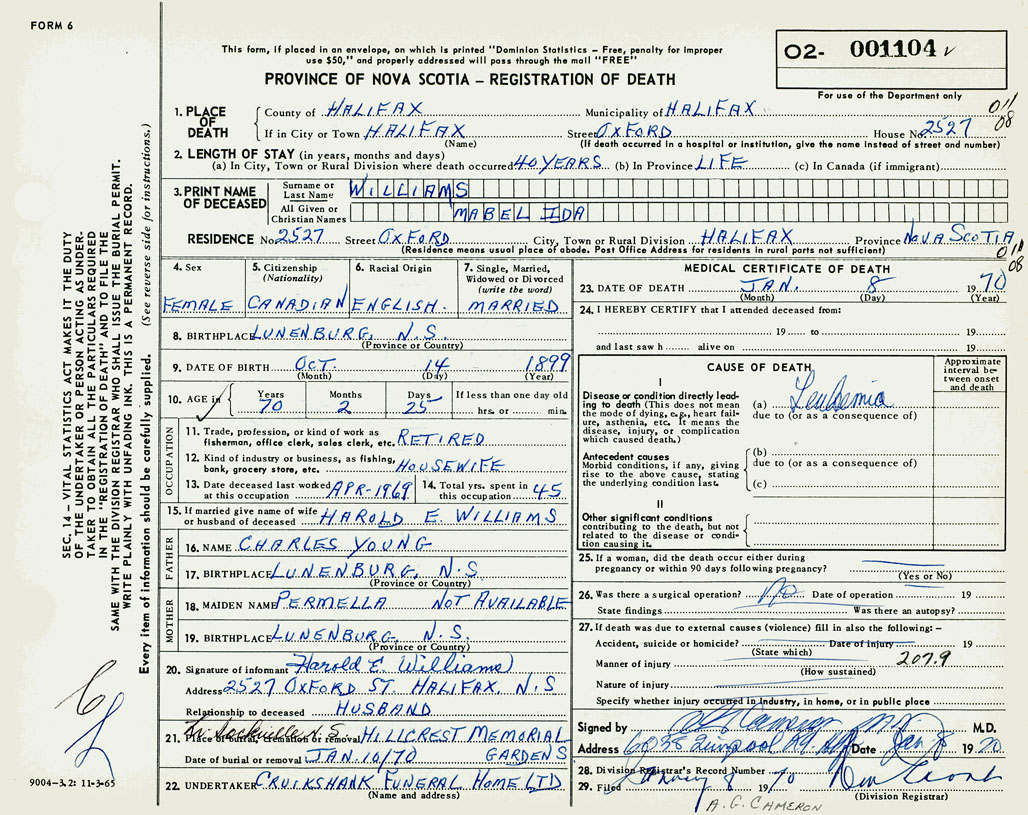 FORM 6
This form, if placed in an envelope, on which is printed "Dominion Statistics – Free, penalty for improper
use $50," and properly addressed will pass through the mail "FREE"
PROVINCE OF NOVA SCOTIA – REGISTRATION OF DEATH
02- 001104
For use of the Department only
011
08
1. PLACE OF DEATH
County of HALIFAX Municipality of HALIFAX
If in City or Town HALIFAX Street OXFORD House No. 2527
(Name) (If death occurred in a hospital or institution, give the name instead of street and number)
2. LENGTH OF STAY (in years, months and days)
(a) In City, Town or Rural Division where death occurred 40 YEARS (b) In Province LIFE (c) In Canada (if immigrant)
3. PRINT NAME OF DECEASED
Surname or Last Name WILLIAMS
All Given or Christian Names MABEL IDA
RESIDENCE No. 2527 Street OXFORD City, Town or Rural Division HALIFAX Province NOVA SCOTIA
(Residence means usual place of abode. Post Office Address for residents in rural parts not sufficient)
011
08
4. Sex 5. Citizenship (Nationality) 6. Racial Origin 7. Single, Married, Widowed or Divorced (write the word)
FEMALE CANADIAN ENGLISH. MARRIED
8. BIRTHPLACE LUNENBURG, N.S.
(Province or Country)
9. DATE OF BIRTH OCT. 14 1899
(Month) (Day) (Year)
10. AGE in Years Months Days If less than one day old
70 2 25 hrs. or min.
OCCUPATION
11. Trade, profession, or kind of work as
fisherman, office clerk, sales clerk, etc. RETIRED
12. Kind of industry or business, as fishing,
bank, grocery store, etc. HOUSEWIFE
13. Date deceased last worked at this occupation APR-1969 14. Total yrs. spent in this occupation 45
15. If married give name of wife
or husband of deceased HAROLD E. WILLIAMS
FATHER
16. NAME CHARLES YOUNG
17. BIRTHPLACE LUNENBURG, N.S.
(Province or Country)
MOTHER
18. MAIDEN NAME PERMELLA NOT AVAILABLE
19. BIRTHPLACE LUNENBURG, N.S.
(Province or Country)
20. Signature of informant Harold E. Williams
Address 2527 OXFORD ST. HALIFAX, N.S
Relationship to deceased HUSBAND
21. Place of burial, cremation or removal Sackville N.S. HILLCREST MEMORIAL
GARDENS
Date of burial or removal JAN. 10/70
22. UNDERTAKER CRUIKSHANK FUNERAL HOME LTD
(Name and address)
MEDICAL CERTIFICATE OF DEATH
23. DATE OF DEATH JAN. 8 1970
(Month) (Day) (Year)
24. I HEREBY CERTIFY that I attended deceased from:
19 to 19
and last saw h alive on 19
CAUSE OF DEATH
Approximate interval between onset and death
I
Disease or condition directly leading to death (This does not mean
the mode of dying, e.g., heart failure, asthenia, etc. It means the
disease, injury, or complication
which caused death.)
(a) Leukemia
due to (or as a consequence of)
Antecedent causes
Morbid conditions, if any, giving
rise to the above cause, stating
the underlying condition last.
(b)
due to (or as a consequence of)
(c)
II
Other significant conditions
contributing to the death, but not
related to the disease or condition causing it.
25. If a woman, did the death occur either during
pregnancy or within 90 days following pregnancy?
(Yes or No)
26. Was there a surgical operation? No Date of operation 19
State findings Was there an autopsy?
27. If death was due to external causes (violence) fill in also the following: –
Accident, suicide or homicide? Date of injury 19
(State which)
Manner of injury 207.9
(How sustained)
Nature of injury
Specify whether injury occurred in industry, in home, or in public place
Signed by Cameron M.D. M.D.
Address 6038 Date Jan 8 1970
28. Division Registrar's Record Number
29. Filed 8 1970
(Division Registrar)
A. G. CAMERON
SEC. 14 – VITAL STATISTICS ACT MAKES IT THE DUTY
OF THE UNDERTAKER OR PERSON ACTING AS UNDER-
TAKER TO OBTAIN ALL THE PARTICULARS REQUIRED
IN THE "REGISTRATION OF DEATH" AND TO FILE THE
SAME WITH THE DIVISION REGISTRAR WHO SHALL ISSUE THE BURIAL PERMIT.
WRITE PLAINLY WITH UNFADING INK. THIS IS A PERMANENT RECORD.
Every item of information should be carefully supplied. (See reverse side for instructions.)
9004-3.2: 11-3-65